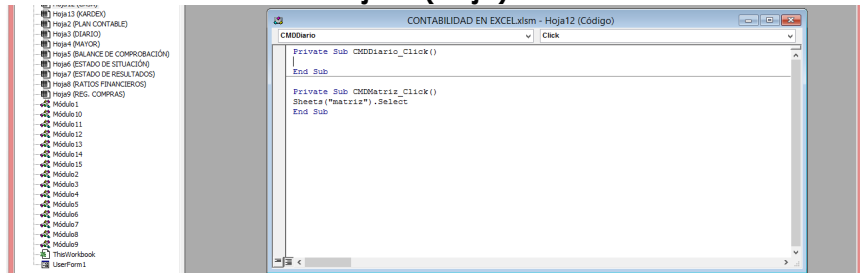 Hoja13 (KARDEX)
Hoja2 (PLAN CONTABLE)
Hoja3 (DIARIO)
Hoja4 (MAYOR)
Hoja5 (BALANCE DE COMPROBACIÓN)
Hoja6 (ESTADO DE SITUACIÓN)
Hoja7 (ESTADO DE RESULTADOS)
Hoja8 (RATIOS FINANCIEROS)
Hoja9 (REG. COMPRAS)
Módulo1
Módulo10
Módulo11
Módulo12
Módulo13
Módulo14
Módulo15
Módulo2
Módulo3
Módulo4
Módulo5
Módulo6
Módulo7
Módulo8
Módulo9
ThisWorkbook
UserForm1
CONTABILIDAD EN EXCEL.xlsm - Hoja12 (Código)
CMDDiario
Click
Private Sub CMDDiario_Click()
End Sub
Private Sub CMDMatriz_Click()
Sheets("matriz").Select
End Sub